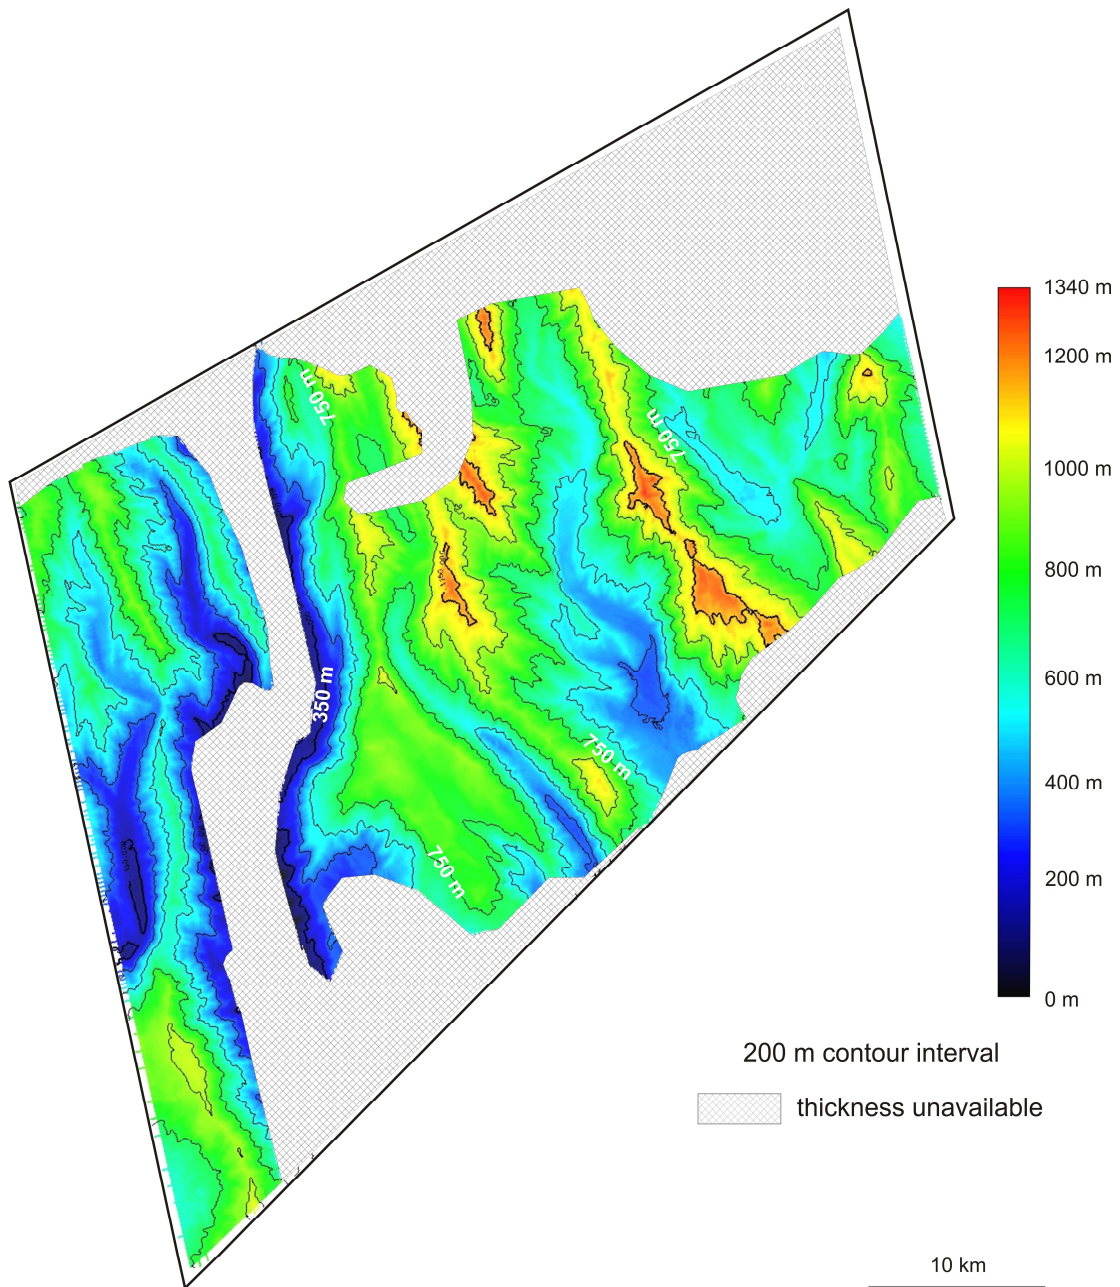 750 m
750 m
350 m
750 m
750 m
1340 m
1200 m
1000 m
800 m
600 m
400 m
200 m
0 m
200 m contour interval
thickness unavailable
10 km